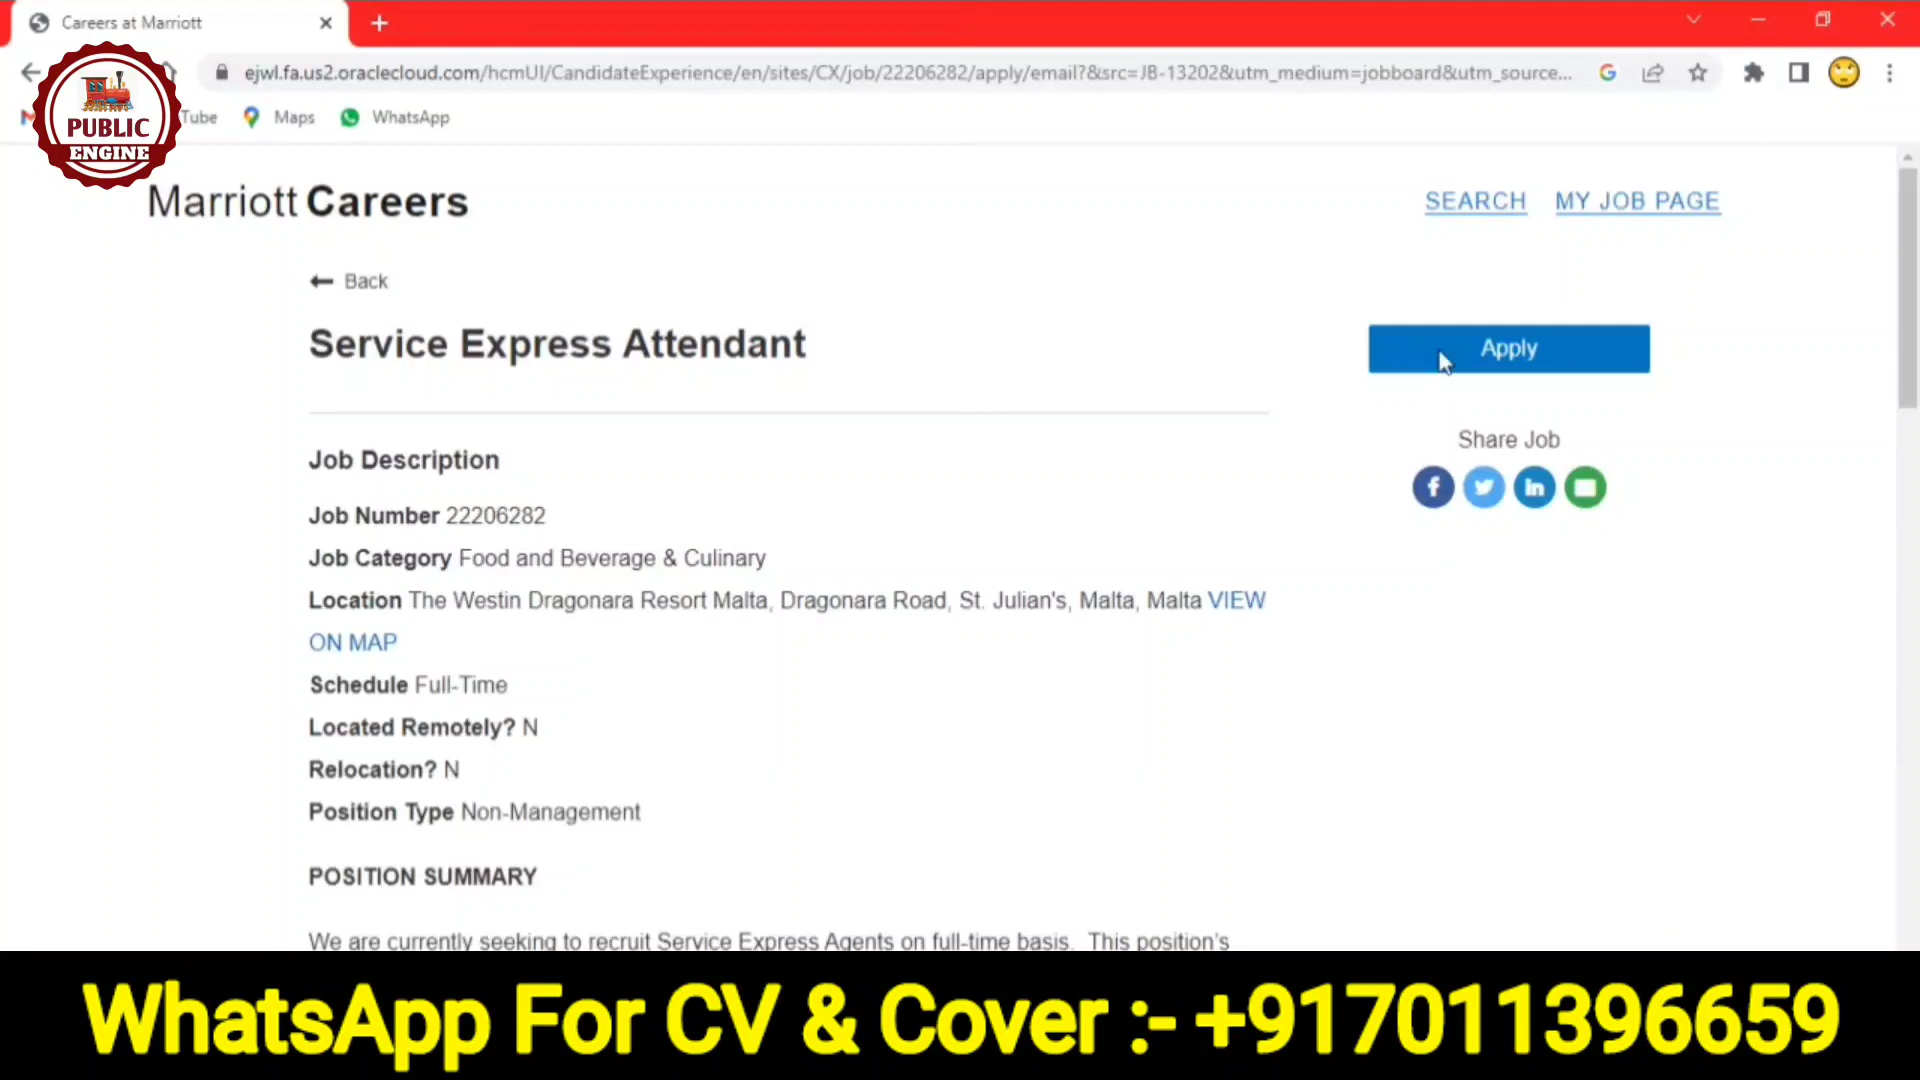 Careers at Marriott
ejwl.fa.us2.oraclecloud.com/hcmUI/CandidateExperience/en/sites/CX/job/22206282/apply/email?&src=JB-13202&utm_medium=jobboard&utm_source...
Tube Maps WhatsApp
PUBLIC
ENGINE
Marriott Careers
SEARCH MY JOB PAGE
Back
Service Express Attendant
Apply
Share Job
Job Description
Job Number 22206282
Job Category Food and Beverage & Culinary
Location The Westin Dragonara Resort Malta, Dragonara Road, St. Julian's, Malta, Malta VIEW
ON MAP
Schedule Full-Time
Located Remotely? N
Relocation? N
Position Type Non-Management
POSITION SUMMARY
We are currently seeking to recruit Service Express Agents on full-time basis. This position's
WhatsApp For CV & Cover :- +917011396659